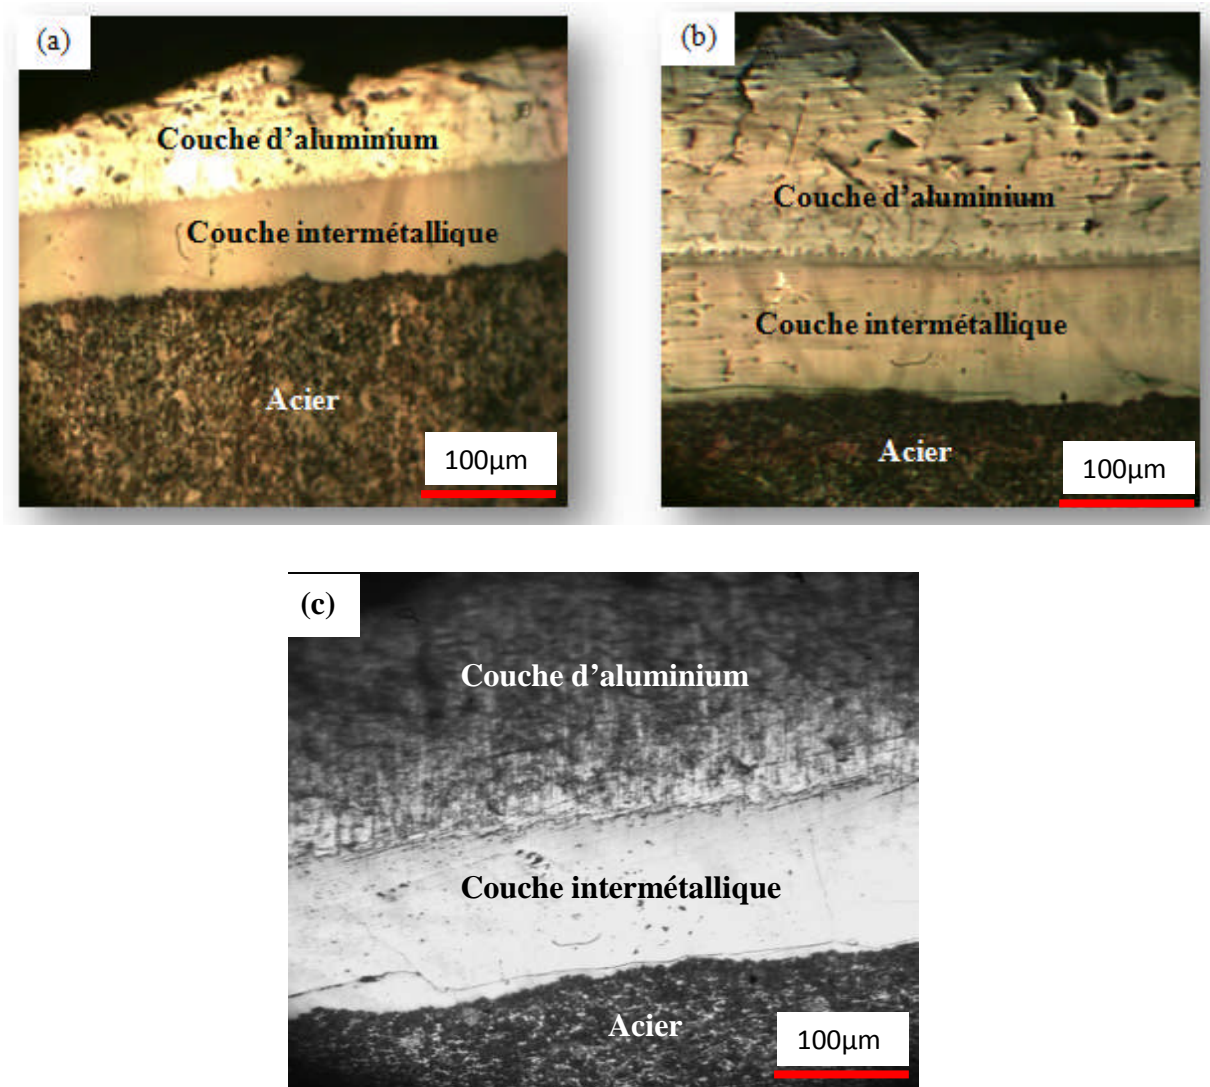 (a)
Couche d'aluminium
Couche intermétallique
Acier
100µm
(b)
Couche d'aluminium
Couche intermétallique
Acier
100µm
(c)
Couche d'aluminium
Couche intermétallique
Acier
100µm